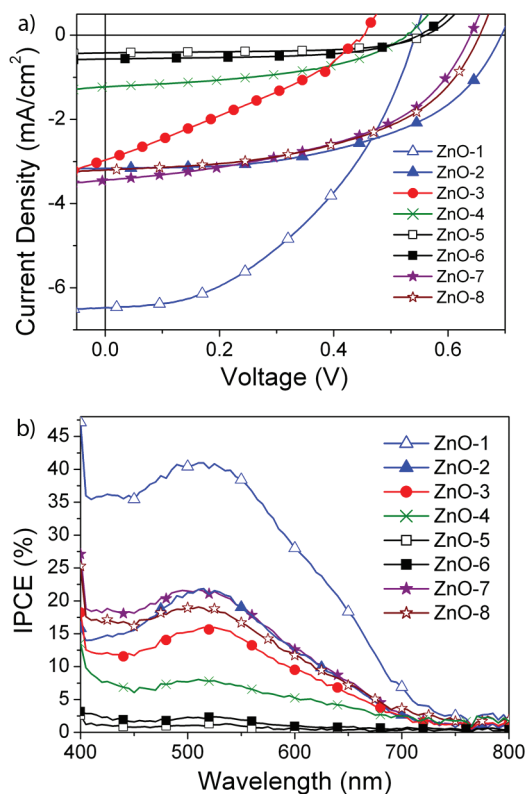 a)
0
-2
-4
-6
Current Density (mA/cm²)
0.0 0.2 0.4 0.6
Voltage (V)
ZnO-1
ZnO-2
ZnO-3
ZnO-4
ZnO-5
ZnO-6
ZnO-7
ZnO-8
b)
45
40
35
30
25
20
15
10
5
0
IPCE (%)
400 500 600 700 800
Wavelength (nm)
ZnO-1
ZnO-2
ZnO-3
ZnO-4
ZnO-5
ZnO-6
ZnO-7
ZnO-8